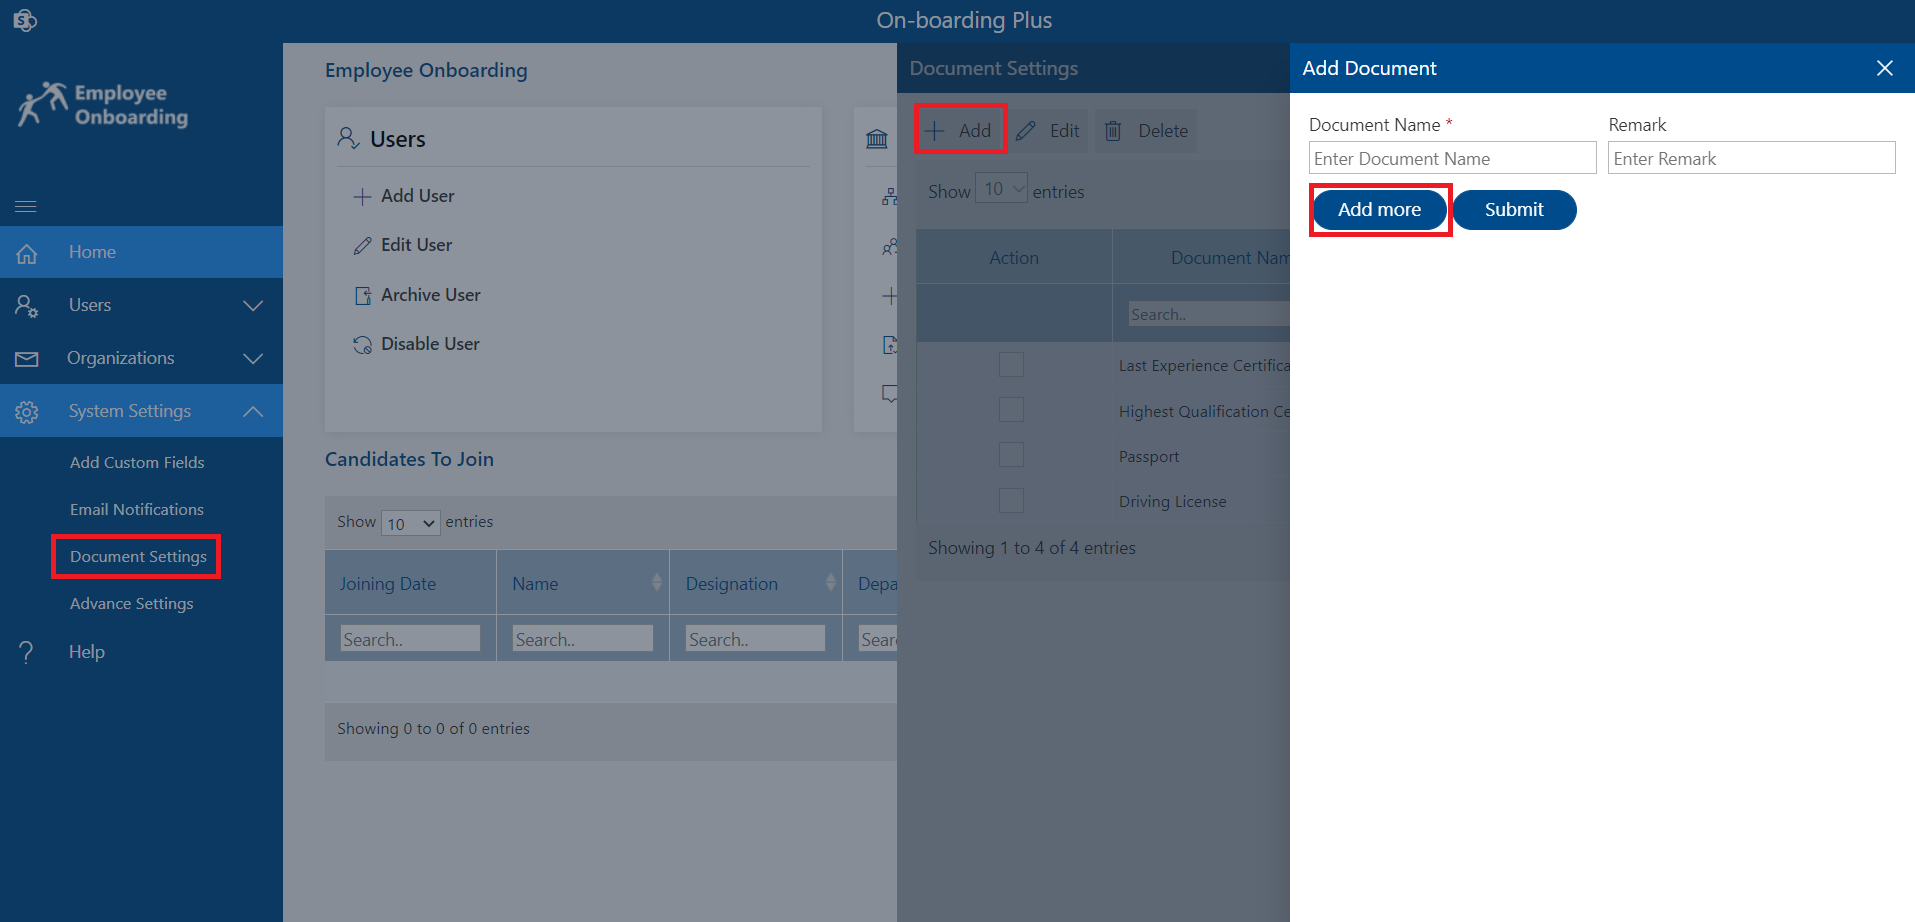 On-boarding Plus
Employee
Onboarding
Home
Users
Organizations
System Settings
Add Custom Fields
Email Notifications
Document Settings
Advance Settings
Help
Employee Onboarding
Users
Add User
Edit User
Archive User
Disable User
Candidates To Join
Show 10 entries
Joining Date Name Designation Depa
Search.. Search.. Search.. Sear
Showing 0 to 0 of 0 entries
Document Settings
Add Edit Delete
Show 10 entries
Action Document Nam
Search..
Last Experience Certifica
Highest Qualification Ce
Passport
Driving License
Showing 1 to 4 of 4 entries
Add Document
Document Name * Remark
Enter Document Name Enter Remark
Add more Submit